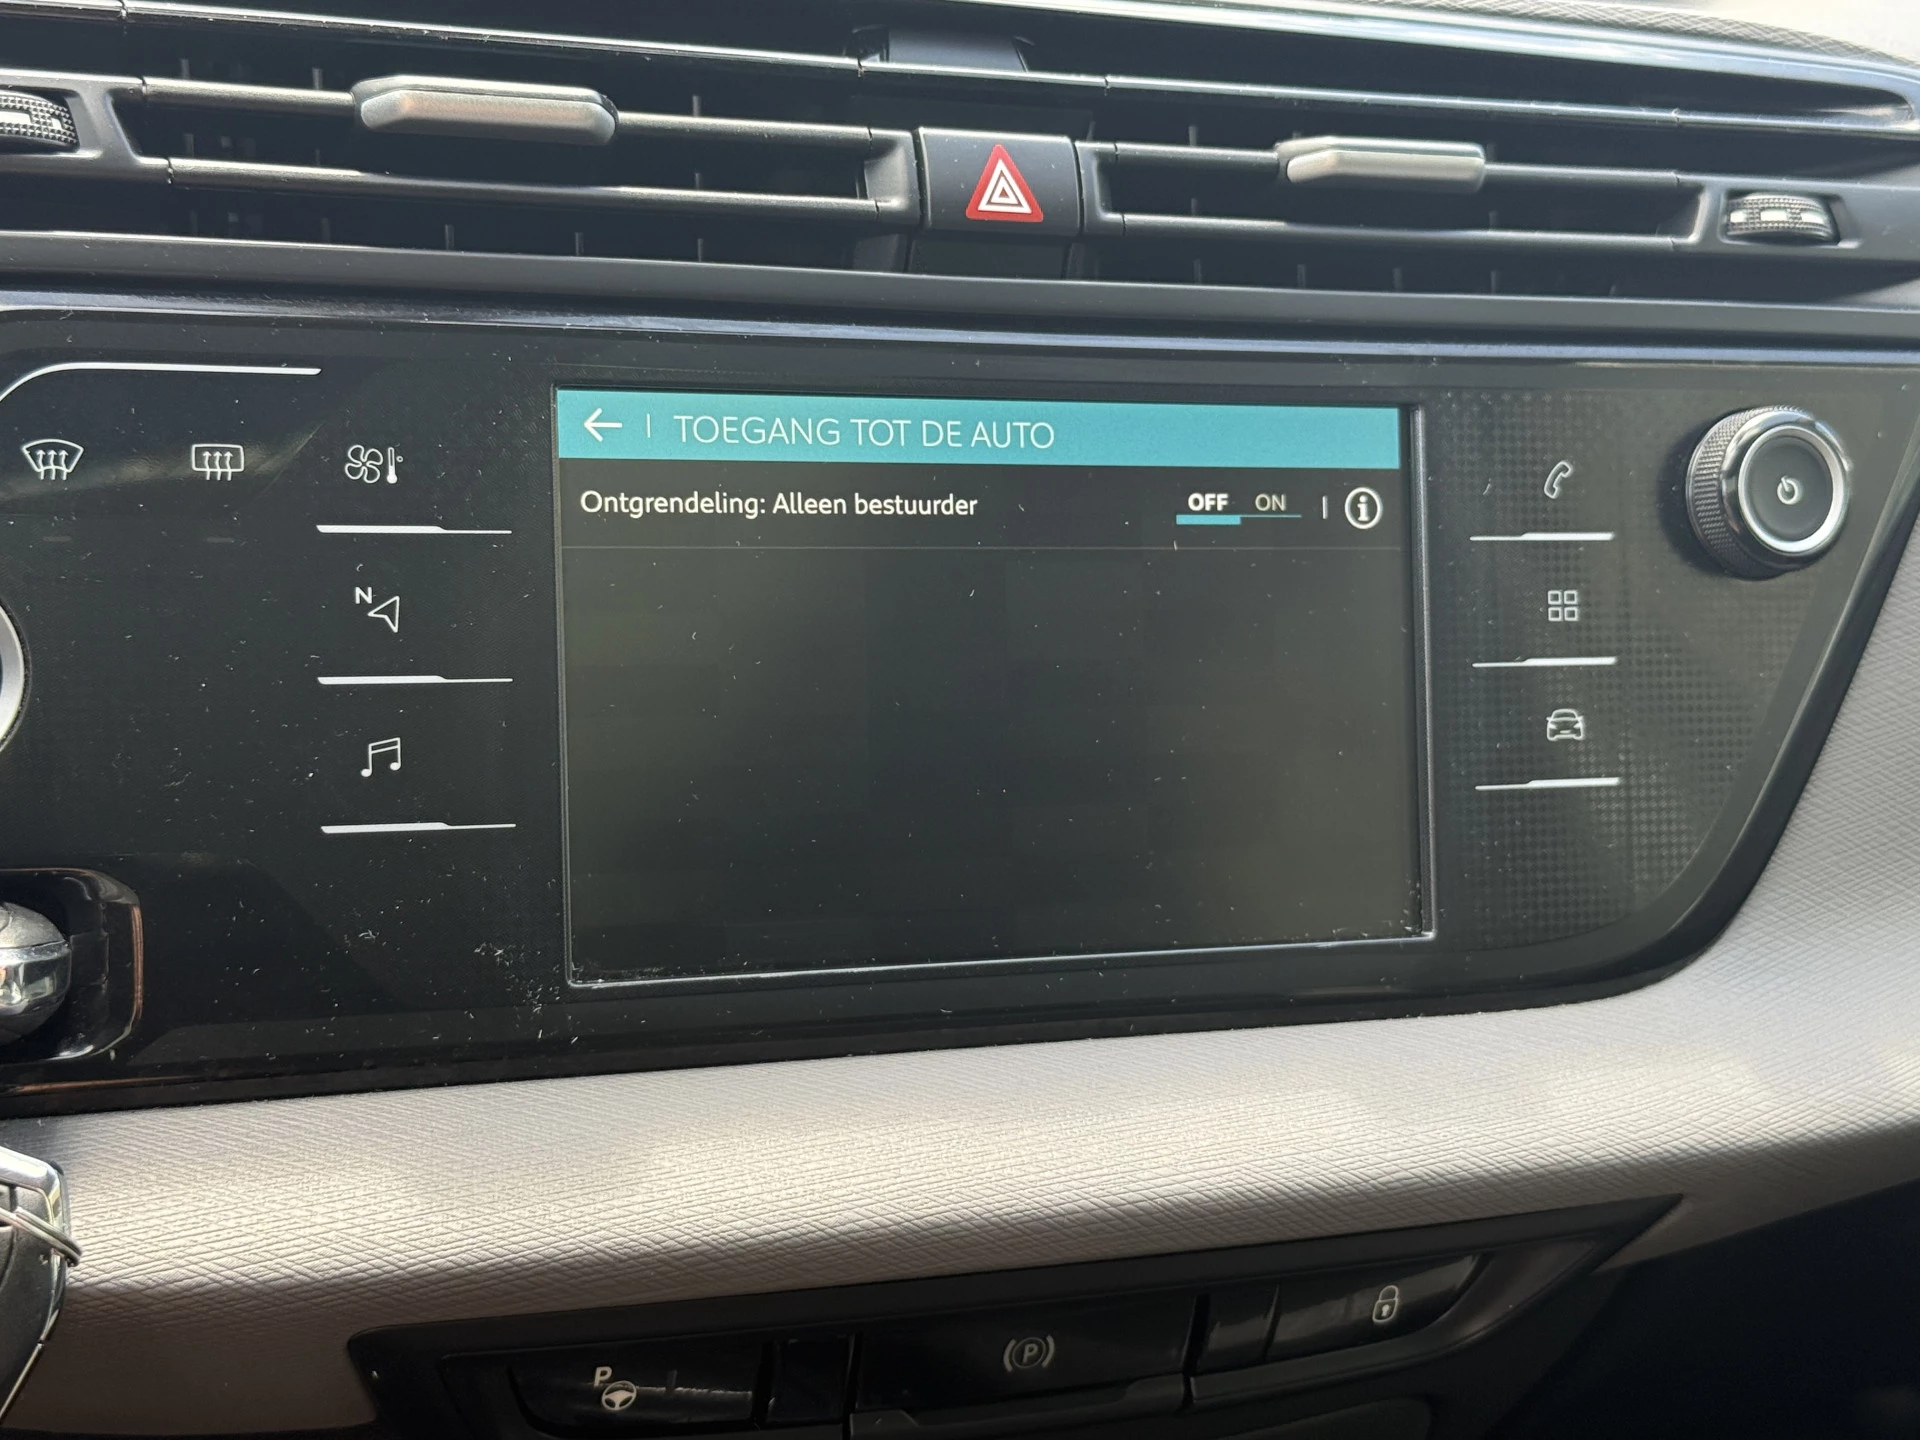 TOEGANG TOT DE AUTO
Ontgrendeling: Alleen bestuurder OFF ON
N
P
P